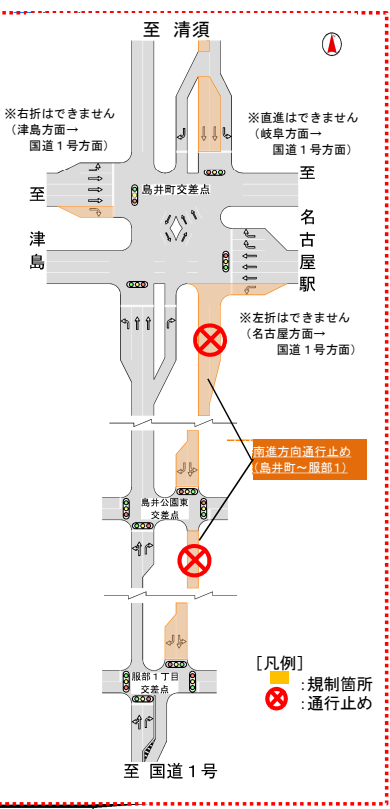 至 清須
※右折はできません
（津島方面→
国道１号方面）
※直進はできません
（岐阜方面→
国道１号方面）
島井町交差点
至
津島
至
名古屋駅
※左折はできません
（名古屋方面→
国道１号方面）
南進方向通行止め
（島井町～服部1）
島井公園東
交差点
服部１丁目
交差点
［凡例］
：規制箇所
：通行止め
至 国道１号